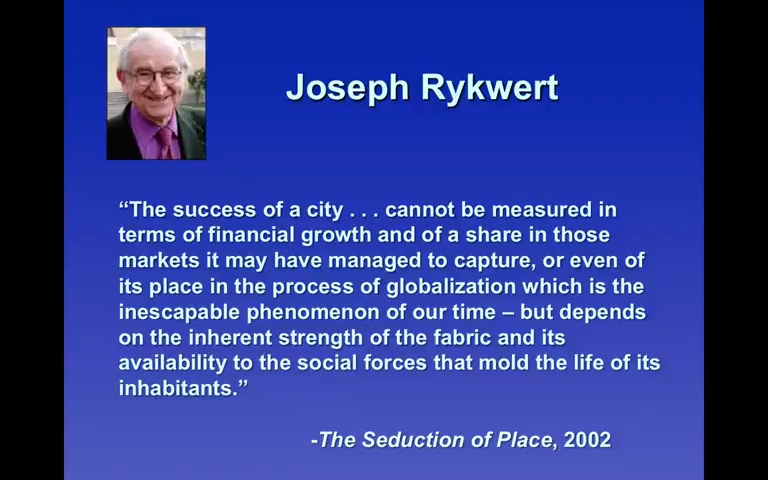 Joseph Rykwert
“The success of a city . . . cannot be measured in
terms of financial growth and of a share in those
markets it may have managed to capture, or even of
its place in the process of globalization which is the
inescapable phenomenon of our time – but depends
on the inherent strength of the fabric and its
availability to the social forces that mold the life of its
inhabitants.”
-The Seduction of Place, 2002